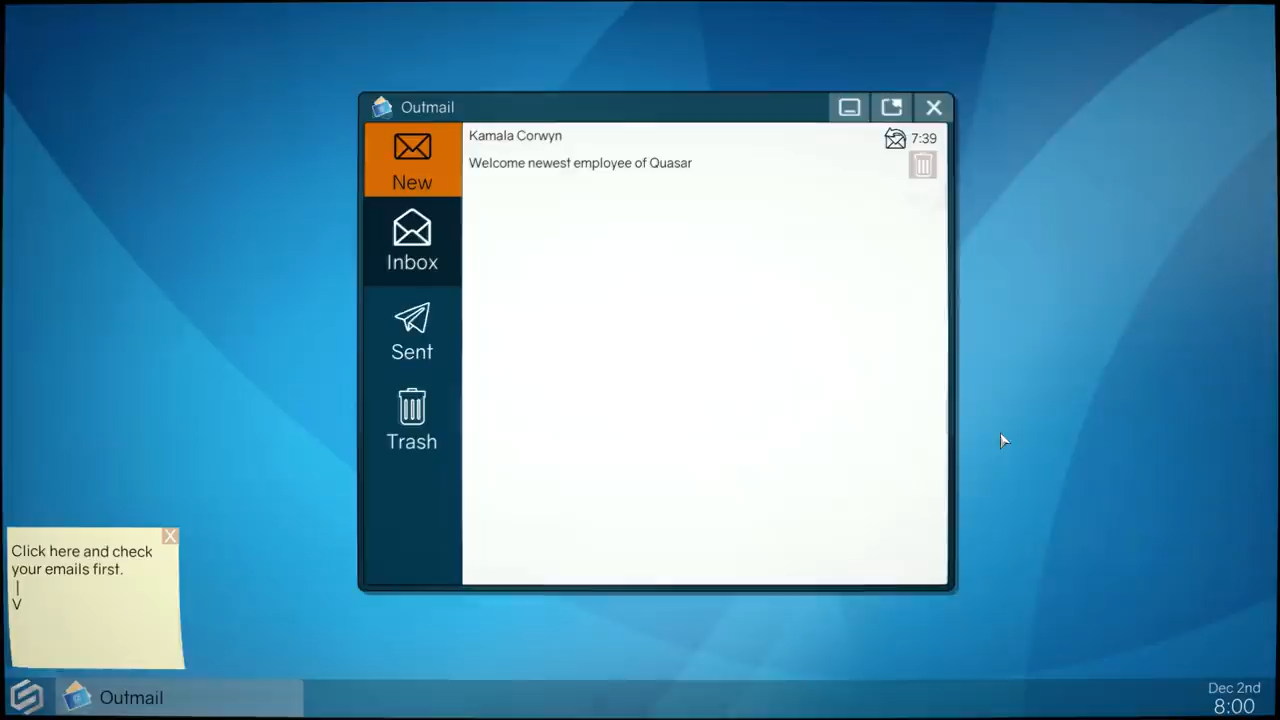 Outmail
New
Inbox
Sent
Trash
Kamala Corwyn
7:39
Welcome newest employee of Quasar
Click here and check
your emails first.
|
V
Outmail
Dec 2nd
8:00